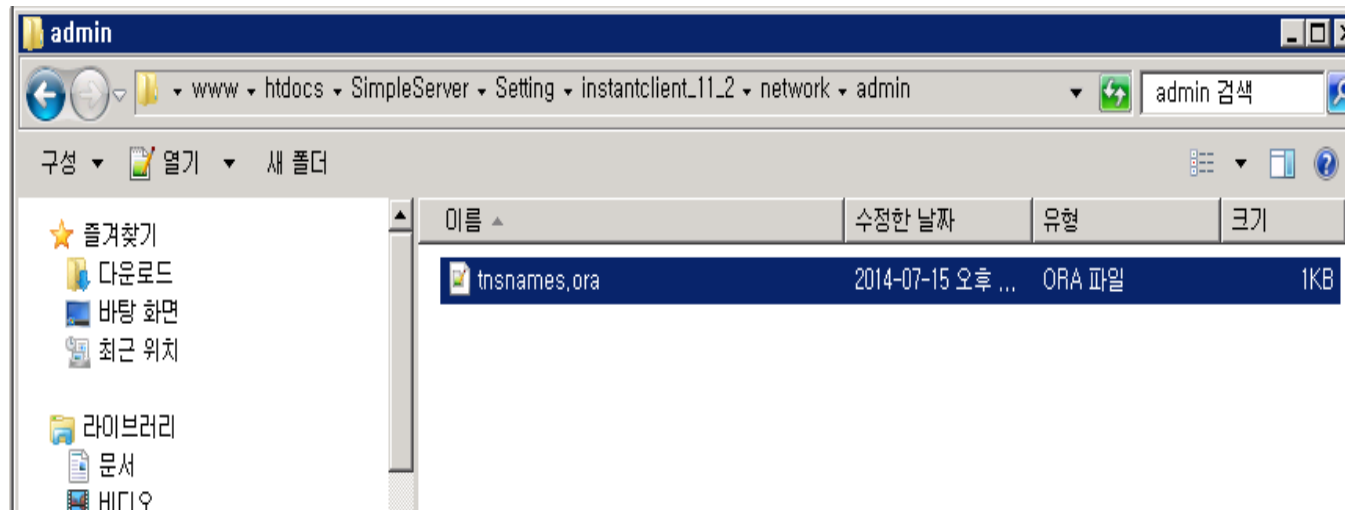 admin
www htdocs SimpleServer Setting instantclient_11_2 network admin
admin 검색
구성 열기 새 폴더
즐겨찾기
다운로드
바탕 화면
최근 위치
라이브러리
문서
비디오
이름 수정한 날짜 유형 크기
tnsnames.ora 2014-07-15 오후 ... ORA 파일 1KB